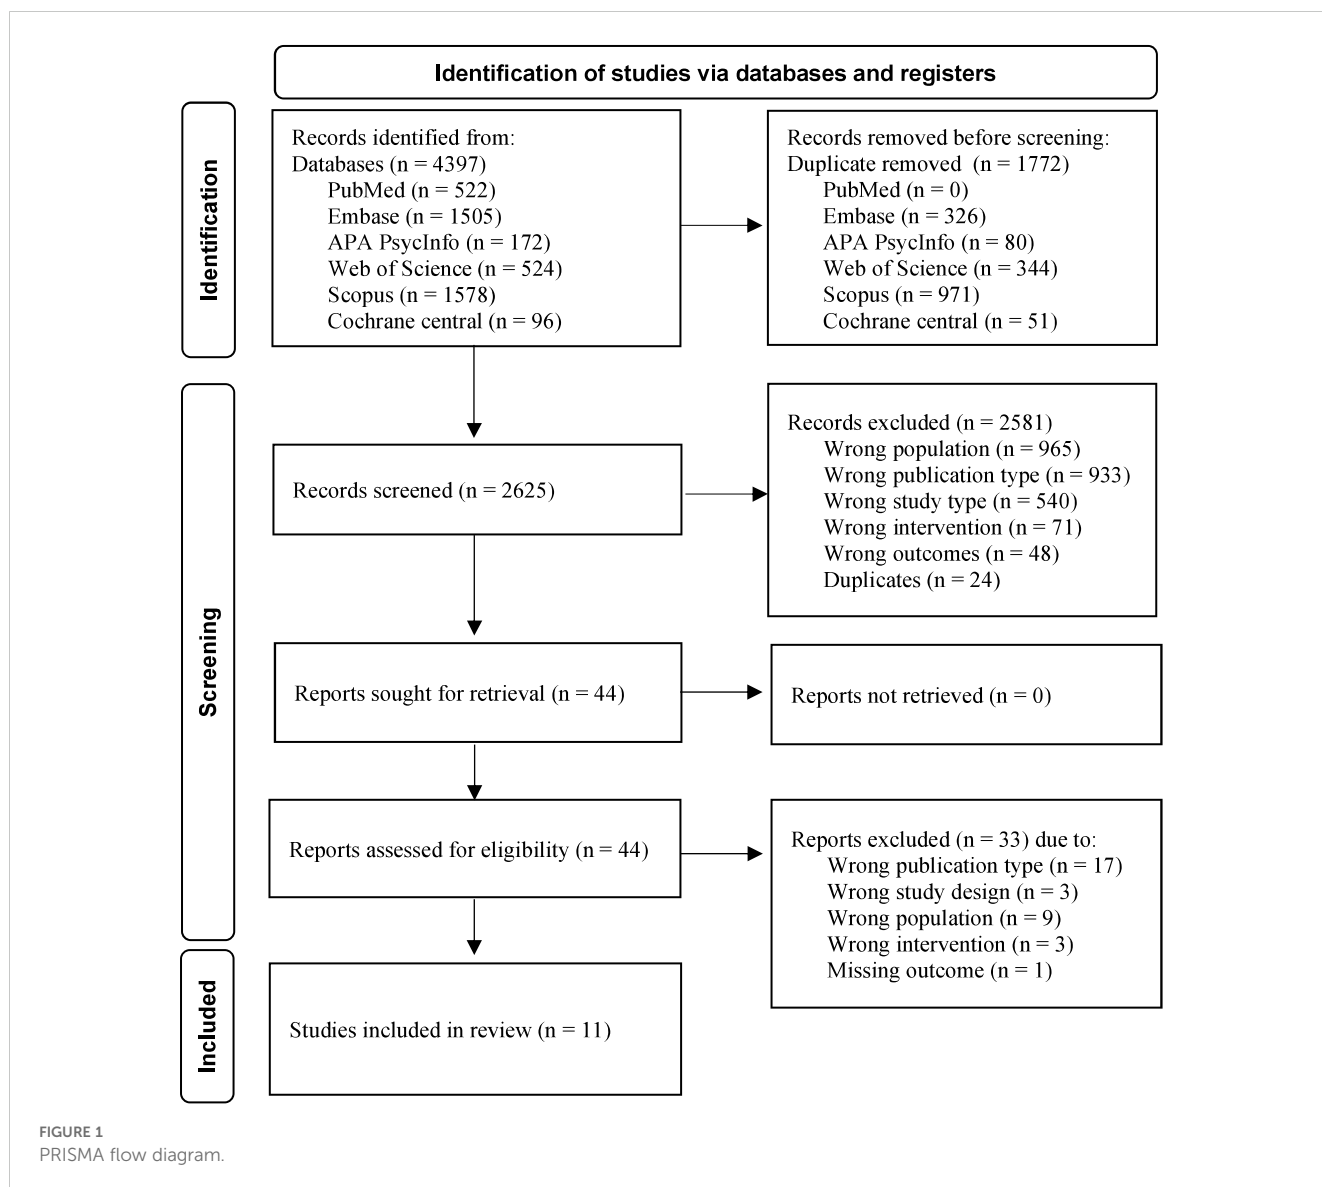 Identification of studies via databases and registers
Identification
Records identified from:
Databases (n = 4397)
PubMed (n = 522)
Embase (n = 1505)
APA PsycInfo (n = 172)
Web of Science (n = 524)
Scopus (n = 1578)
Cochrane central (n = 96)
Records removed before screening:
Duplicate removed (n = 1772)
PubMed (n = 0)
Embase (n = 326)
APA PsycInfo (n = 80)
Web of Science (n = 344)
Scopus (n = 971)
Cochrane central (n = 51)
Screening
Records screened (n = 2625)
Records excluded (n = 2581)
Wrong population (n = 965)
Wrong publication type (n = 933)
Wrong study type (n = 540)
Wrong intervention (n = 71)
Wrong outcomes (n = 48)
Duplicates (n = 24)
Reports sought for retrieval (n = 44)
Reports not retrieved (n = 0)
Reports assessed for eligibility (n = 44)
Reports excluded (n = 33) due to:
Wrong publication type (n = 17)
Wrong study design (n = 3)
Wrong population (n = 9)
Wrong intervention (n = 3)
Missing outcome (n = 1)
Included
Studies included in review (n = 11)
FIGURE 1
PRISMA flow diagram.